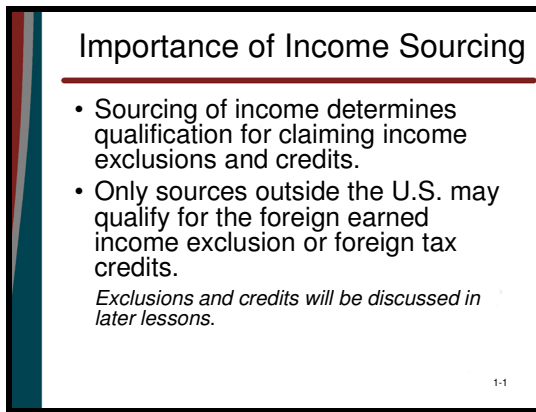 Importance of Income Sourcing
• Sourcing of income determines
qualification for claiming income
exclusions and credits.
• Only sources outside the U.S. may
qualify for the foreign earned
income exclusion or foreign tax
credits.
Exclusions and credits will be discussed in
later lessons.
1-1